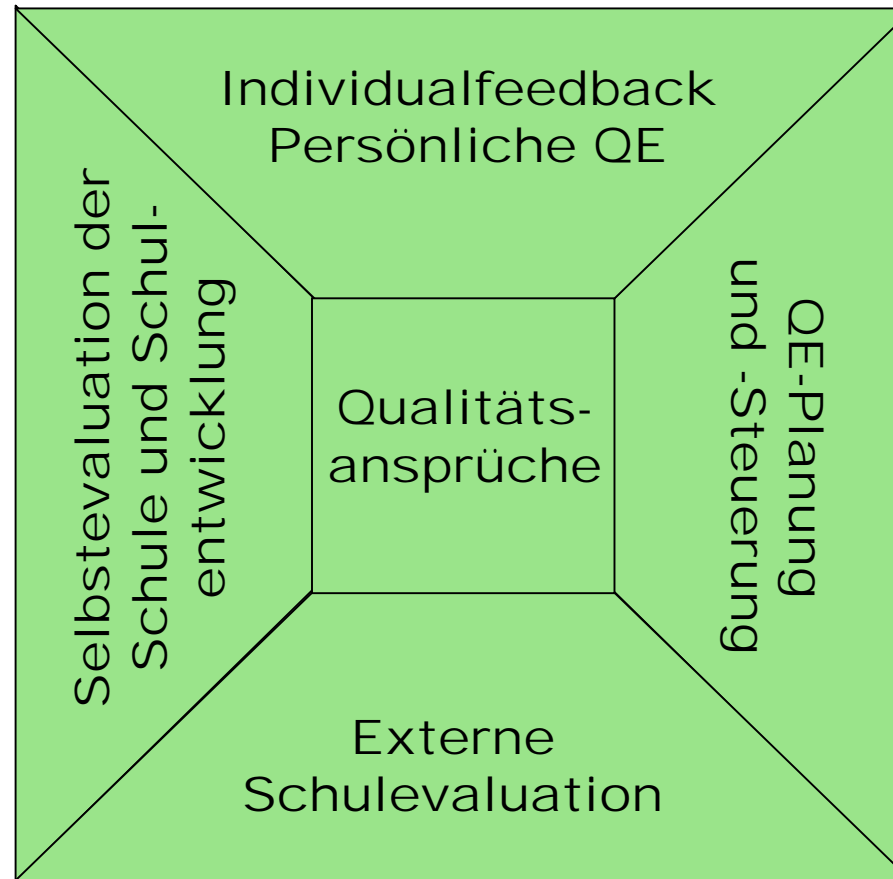 Individualfeedback
Persönliche QE
Selbstevaluation der
Schule und Schul-
entwicklung
Qualitäts-
ansprüche
QE-Planung
und -Steuerung
Externe
Schulevaluation